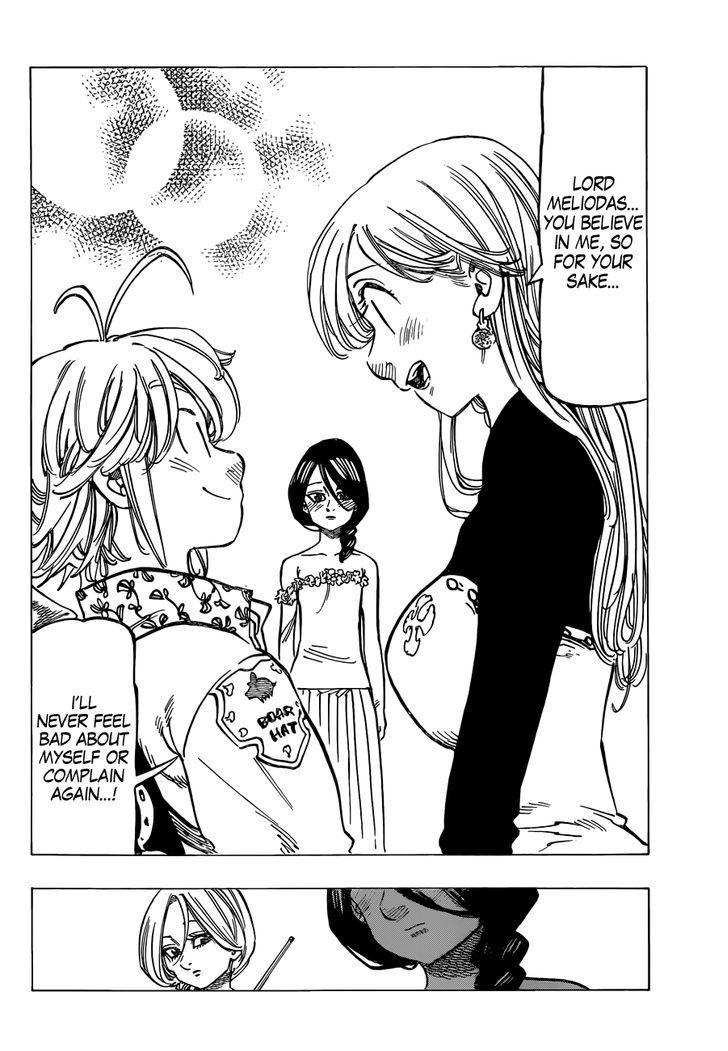 LORD
MELIODAS...
YOU BELIEVE
IN ME, SO
FOR YOUR
SAKE...
I'LL
NEVER FEEL
BAD ABOUT
MYSELF OR
COMPLAIN
AGAIN...!
BOAR
HAT